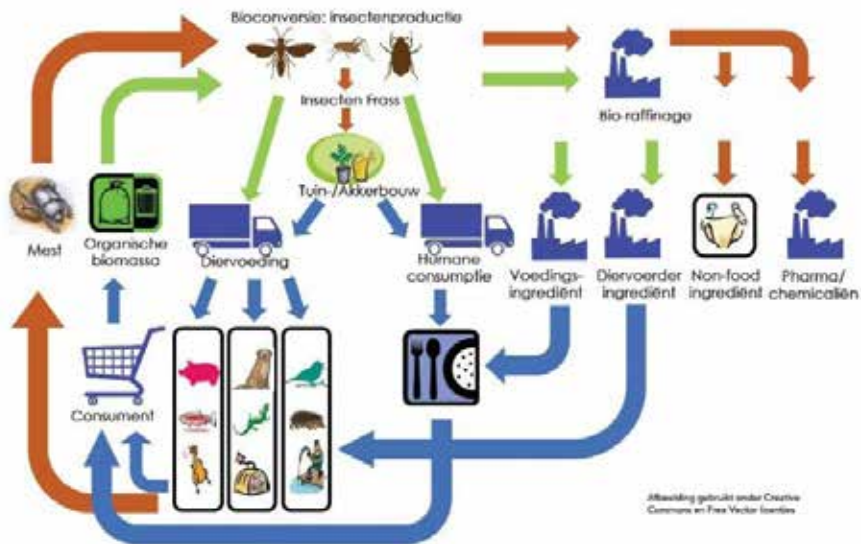 Bioconversie: insectenproductie
Insecten Frass
Bio-raffinage
Tuin-/Akkerbouw
Mest
Organische
biomassa
Diervoeding
Humane
consumptie
Voedings-
ingrediënt
Diervoerder
ingrediënt
Non-food
ingrediënt
Pharma/
chemicaliën
Consument
Afbeelding gebruikt onder Creative
Commons en Free Vector licenties